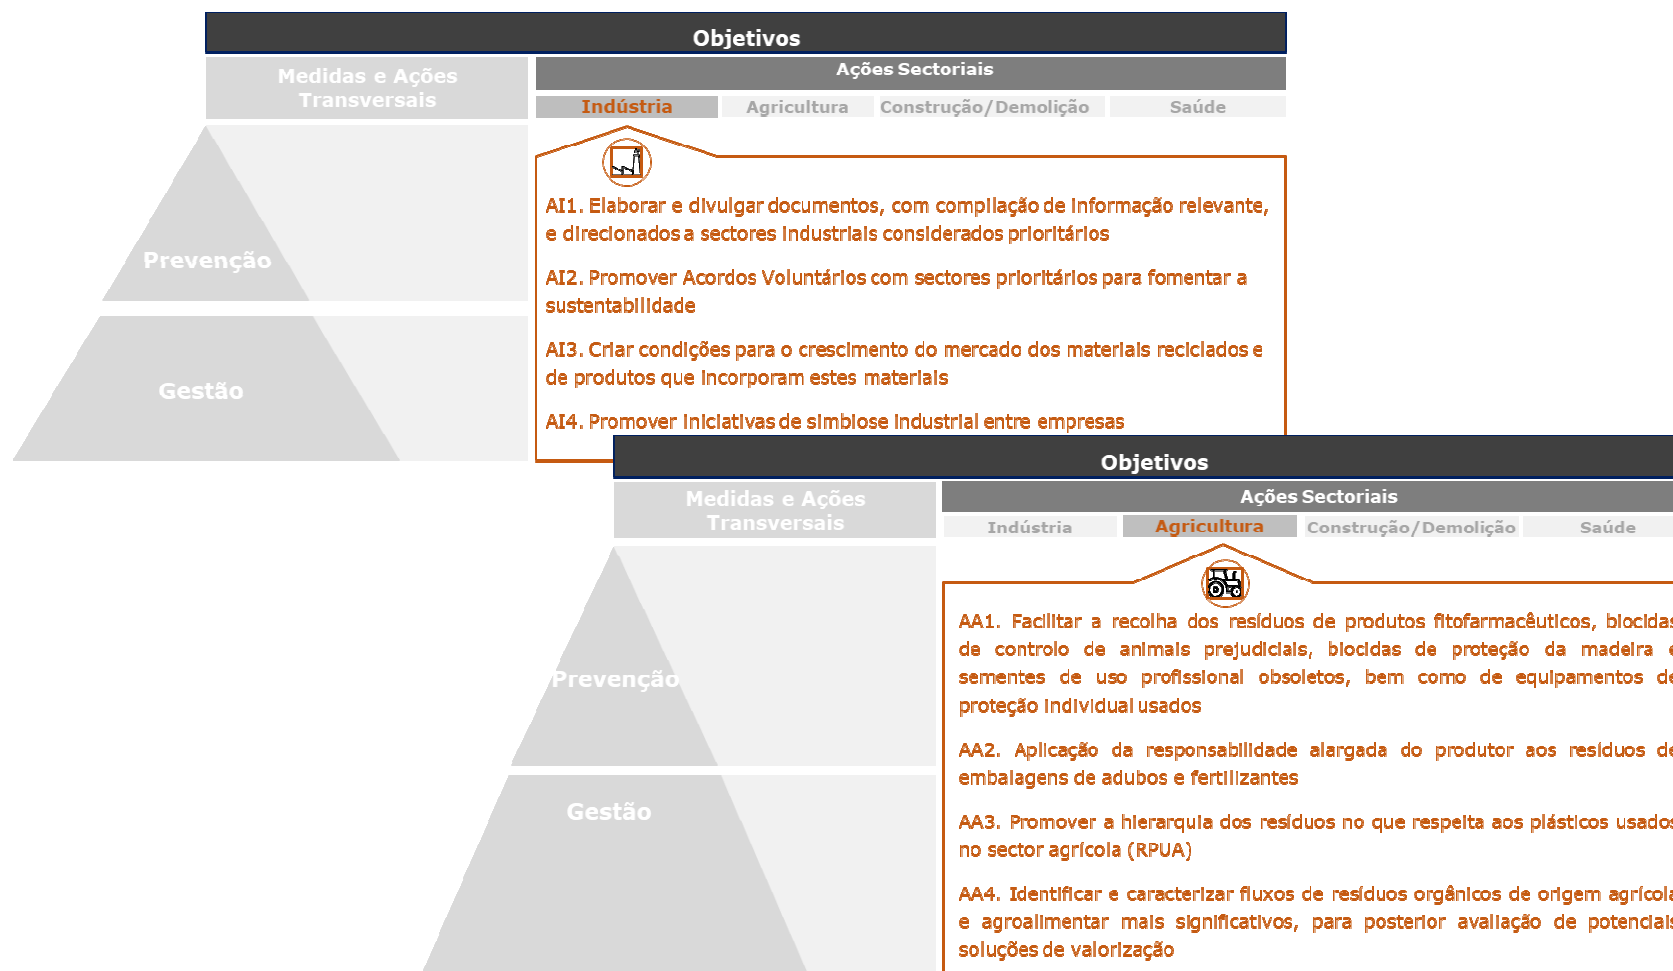 Objetivos
Medidas e Ações
Transversais
Ações Sectoriais
Indústria
Agricultura
Construção/Demolição
Saúde
AI1. Elaborar e divulgar documentos, com compilação de informação relevante,
e direcionados a sectores industriais considerados prioritários
AI2. Promover Acordos Voluntários com sectores prioritários para fomentar a
sustentabilidade
AI3. Criar condições para o crescimento do mercado dos materiais reciclados e
de produtos que incorporam estes materiais
AI4. Promover iniciativas de simbiose industrial entre empresas
Prevenção
Gestão
Objetivos
Medidas e Ações
Transversais
Ações Sectoriais
Indústria
Agricultura
Construção/Demolição
Saúde
AA1. Facilitar a recolha dos resíduos de produtos fitofarmacêuticos, biocidas
de controlo de animais prejudiciais, biocidas de proteção da madeira e
sementes de uso profissional obsoletos, bem como de equipamentos de
proteção individual usados
AA2. Aplicação da responsabilidade alargada do produtor aos resíduos de
embalagens de adubos e fertilizantes
AA3. Promover a hierarquia dos resíduos no que respeita aos plásticos usados
no sector agrícola (RPUA)
AA4. Identificar e caracterizar fluxos de resíduos orgânicos de origem agrícola
e agroalimentar mais significativos, para posterior avaliação de potenciais
soluções de valorização
Prevenção
Gestão